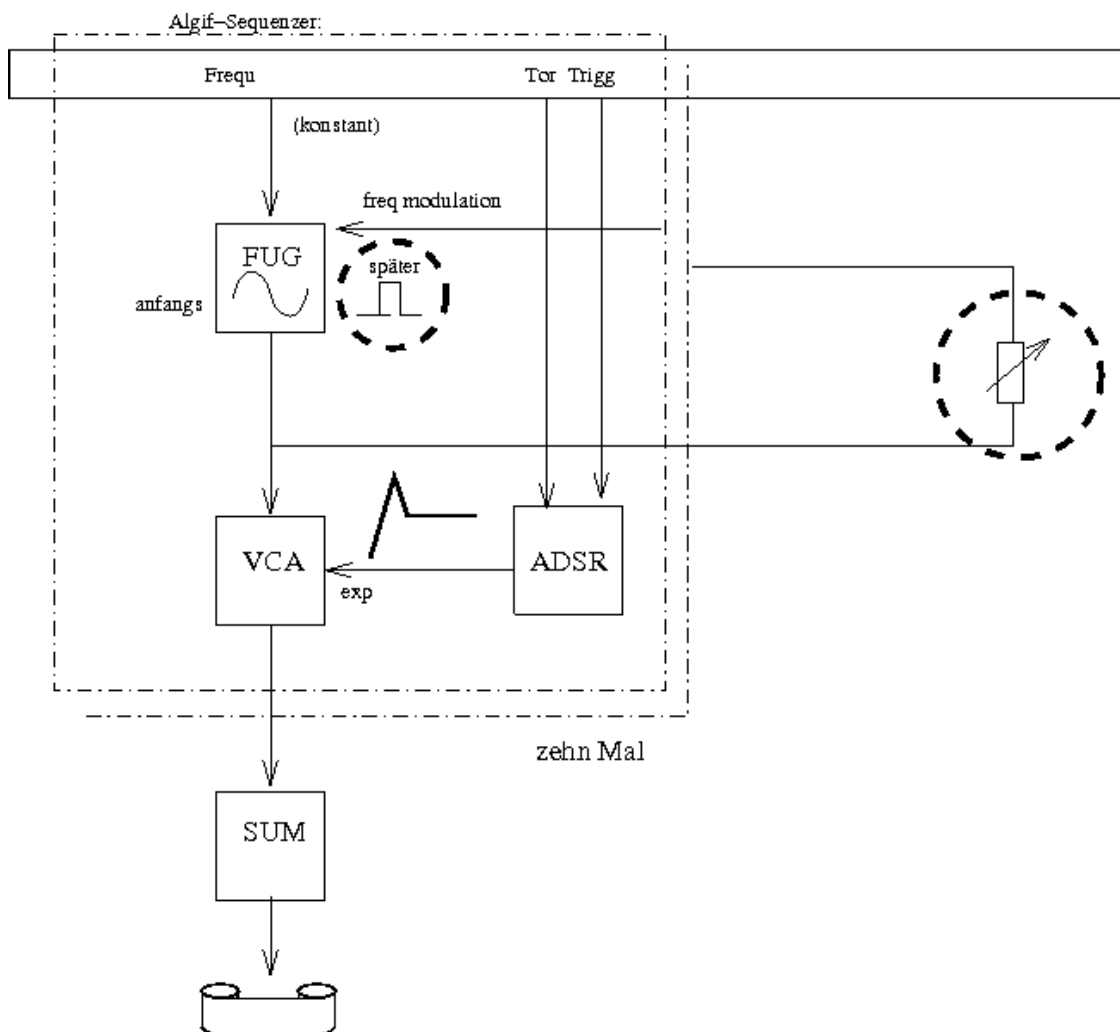 Algif–Sequenzer:
Frequ
Tor Trigg
(konstant)
freq modulation
FUG
später
anfangs
VCA
ADSR
exp
zehn Mal
SUM